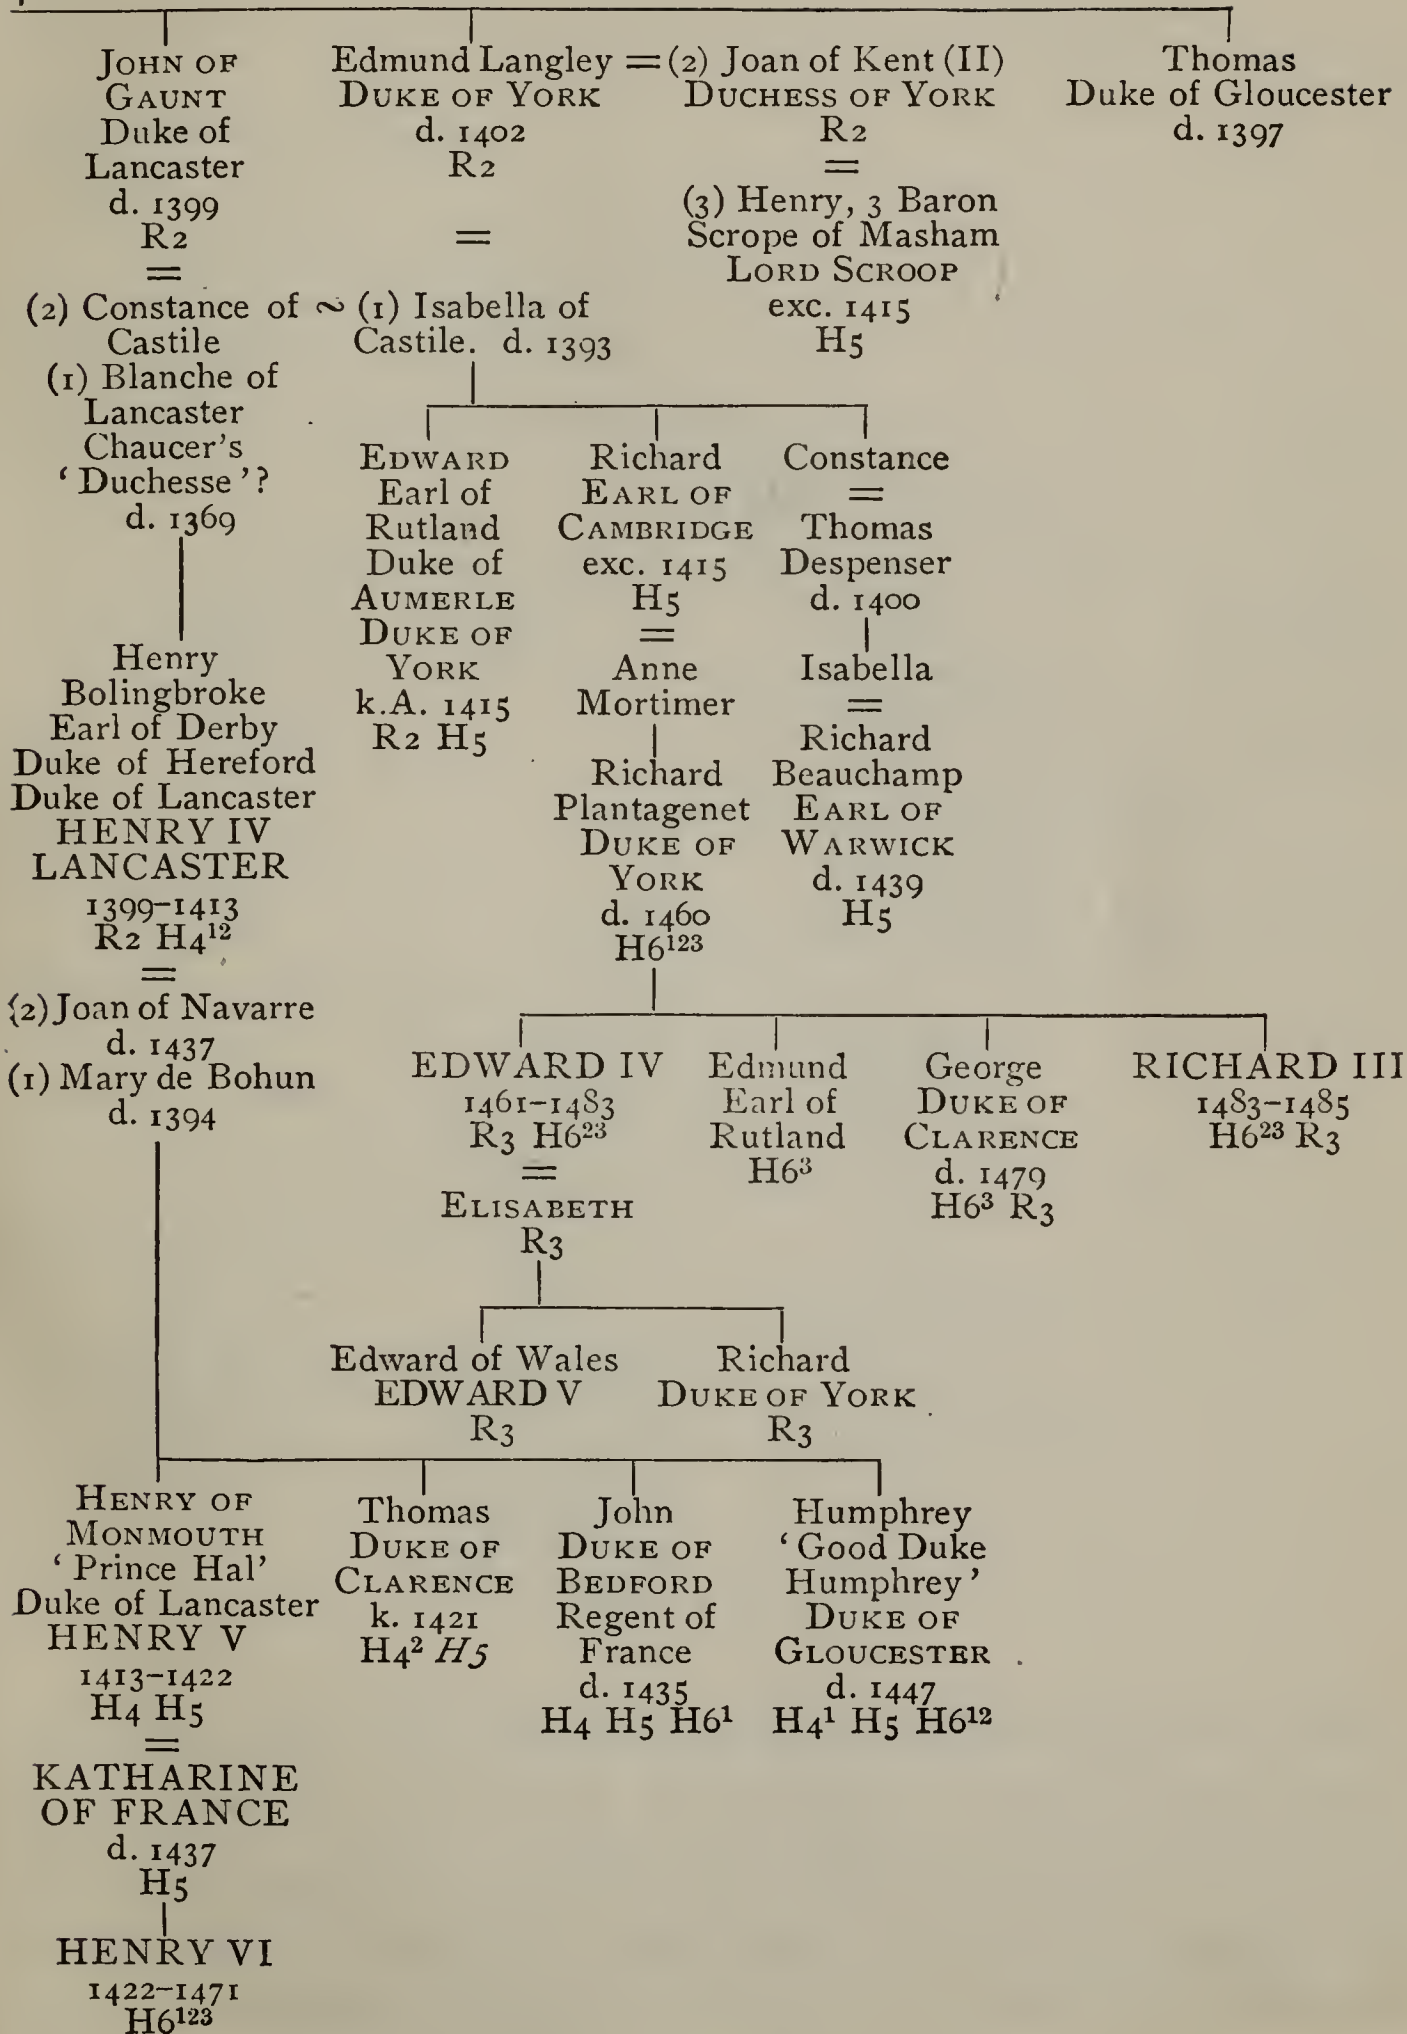 JOHN OF
GAUNT
Duke of
Lancaster
d. 1399
R2
=
(2) Constance of ~ (1) Isabella of
Castile
Castile. d. 1393
(1) Blanche of
Lancaster
Chaucer's
‘Duchesse’?
d. 1369
Edmund Langley = (2) Joan of Kent (II)
DUKE OF YORK
d. 1402
R2
=
DUCHESS OF YORK
R2
=
(3) Henry, 3 Baron
Scrope of Masham
LORD SCROOP
exc. 1415
H5
Thomas
Duke of Gloucester
d. 1397
EDWARD
Earl of
Rutland
Duke of
AUMERLE
DUKE OF
YORK
k.A. 1415
R2 H5
Richard
EARL OF
CAMBRIDGE
exc. 1415
H5
=
Anne
Mortimer
Richard
Plantagenet
DUKE OF
YORK
d. 1460
H6¹²³
Constance
=
Thomas
Despenser
d. 1400
Isabella
=
Richard
Beauchamp
EARL OF
WARWICK
d. 1439
H5
Henry
Bolingbroke
Earl of Derby
Duke of Hereford
Duke of Lancaster
HENRY IV
LANCASTER
1399–1413
R2 H4¹²
=
(2) Joan of Navarre
d. 1437
(1) Mary de Bohun
d. 1394
EDWARD IV
1461–1483
R3 H6²³
=
ELISABETH
R3
Edmund
Earl of
Rutland
H6³
George
DUKE OF
CLARENCE
d. 1479
H6³ R3
RICHARD III
1483–1485
H6²³ R3
Edward of Wales
EDWARD V
R3
Richard
DUKE OF YORK
R3
HENRY OF
MONMOUTH
‘Prince Hal’
Duke of Lancaster
HENRY V
1413–1422
H4 H5
=
KATHARINE
OF FRANCE
d. 1437
H5
HENRY VI
1422–1471
H6¹²³
Thomas
DUKE OF
CLARENCE
k. 1421
H4² H5
John
DUKE OF
BEDFORD
Regent of
France
d. 1435
H4 H5 H6¹
Humphrey
‘Good Duke
Humphrey’
DUKE OF
GLOUCESTER
d. 1447
H4¹ H5 H6¹²